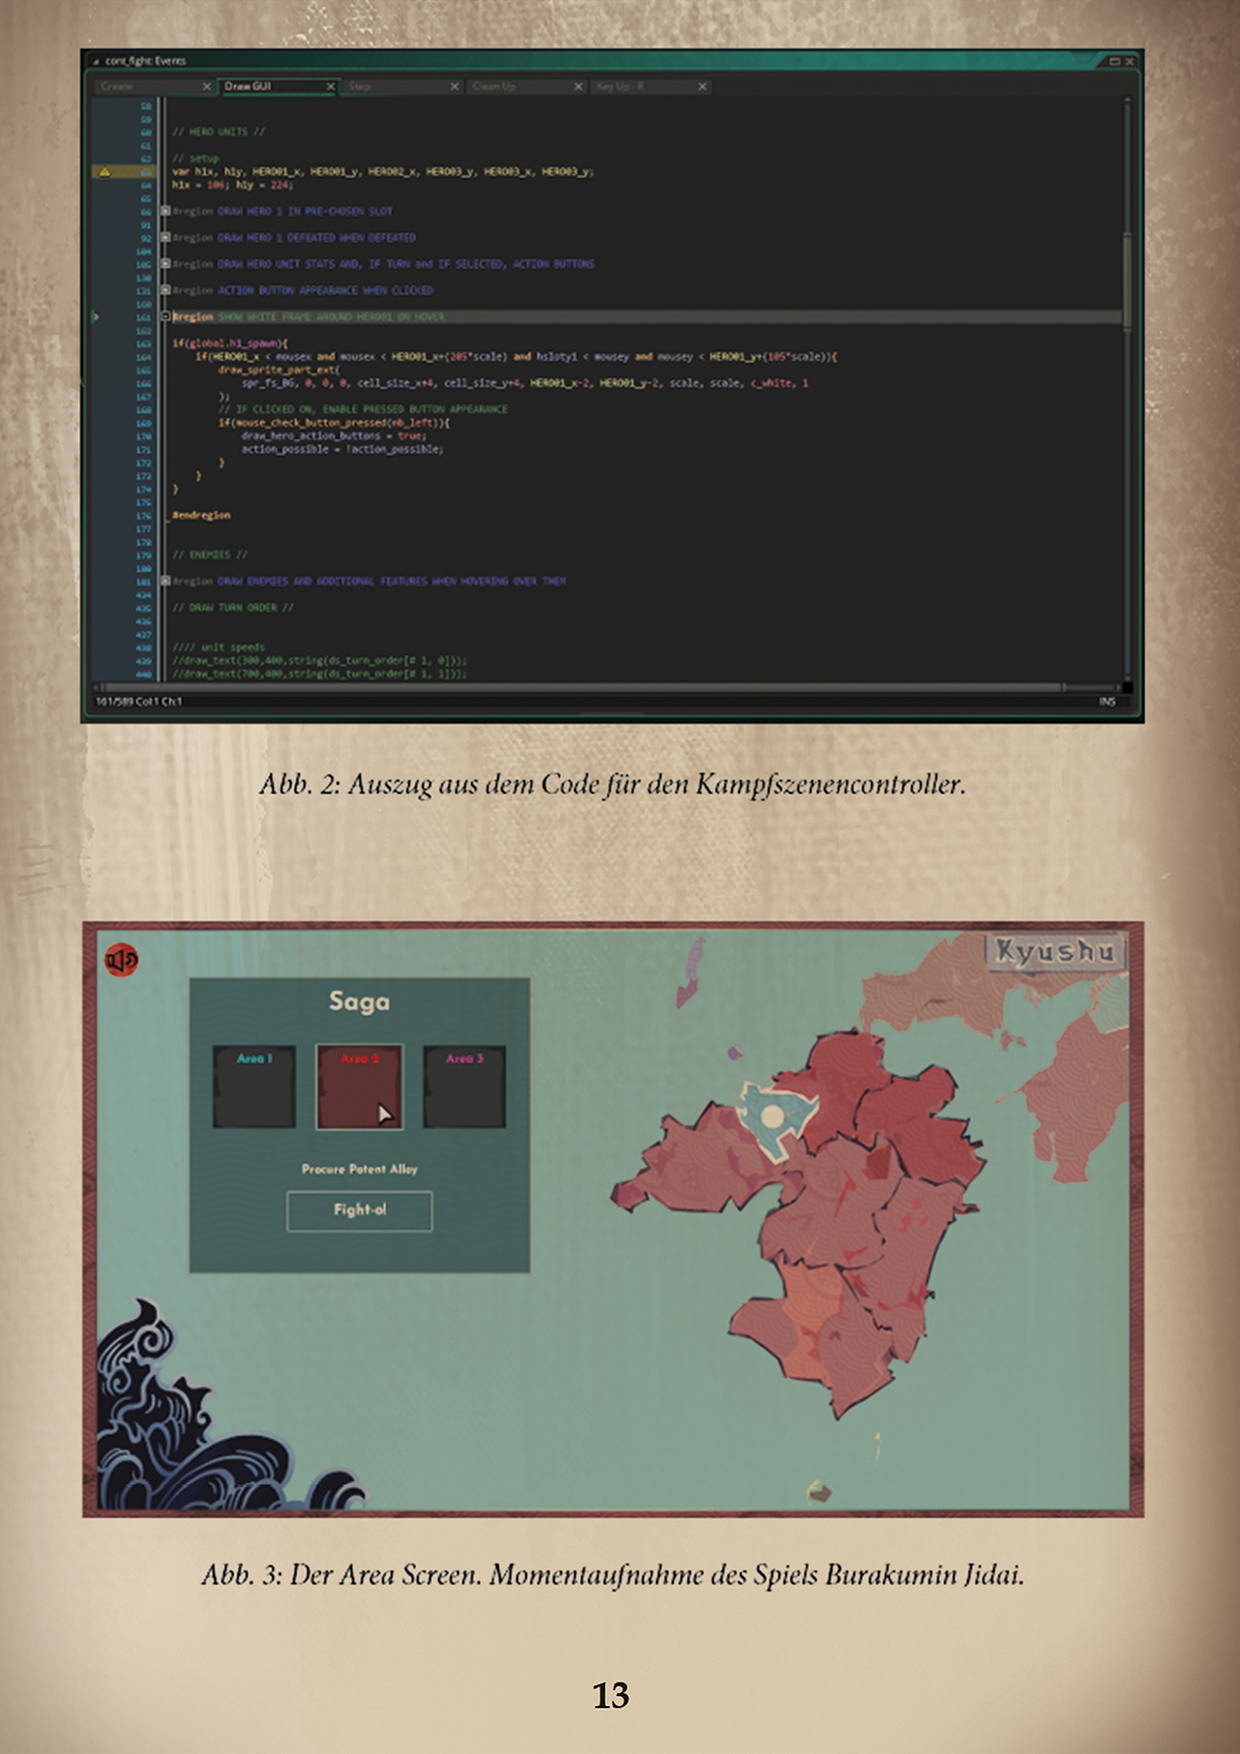 cont_fight: Events
Create
Draw GUI
Step
Clean Up
Key Up - R
58
59
60 // HERO UNITS //
61
62 // setup
63 var h1x, h1y, HERO01_x, HERO01_y, HERO02_x, HERO03_y, HERO03_x, HERO03_y;
64 h1x = 106; h1y = 224;
65
66 #region DRAW HERO 1 IN PRE-CHOSEN SLOT
91
92 #region DRAW HERO 1 DEFEATED WHEN DEFEATED
104
105 #region DRAW HERO UNIT STATS AND, IF TURN and IF SELECTED, ACTION BUTTONS
130
131 #region ACTION BUTTON APPEARANCE WHEN CLICKED
160
161 #region SHOW WHITE FRAME AROUND HERO01 ON HOVER
162
163 if(global.h1_spawn){
164 if(HERO01_x < mousex and mousex < HERO01_x+(205*scale) and hsloty1 < mousey and mousey < HERO01_y+(105*scale)){
165 draw_sprite_part_ext(
166 spr_fs_BG, 0, 0, 0, cell_size_x+4, cell_size_y+4, HERO01_x-2, HERO01_y-2, scale, scale, c_white, 1
167 );
168 // IF CLICKED ON, ENABLE PRESSED BUTTON APPEARANCE
169 if(mouse_check_button_pressed(mb_left)){
170 draw_hero_action_buttons = true;
171 action_possible = !action_possible;
172 }
173 }
174 }
175
176 #endregion
177
178
179 // ENEMIES //
180
181 #region DRAW ENEMIES AND ADDITIONAL FEATURES WHEN HOVERING OVER THEM
434
435 // DRAW TURN ORDER //
436
437
438 //// unit speeds
439 //draw_text(300,400,string(ds_turn_order[# 1, 0]));
440 //draw_text(700,400,string(ds_turn_order[# 1, 1]));
161/589 Col:1 Ch:1
INS
Abb. 2: Auszug aus dem Code für den Kampfszenencontroller.
Kyushu
Saga
Area 1
Area 2
Area 3
Procure Potent Alloy
Fight-o!
Abb. 3: Der Area Screen. Momentaufnahme des Spiels Burakumin Jidai.
13